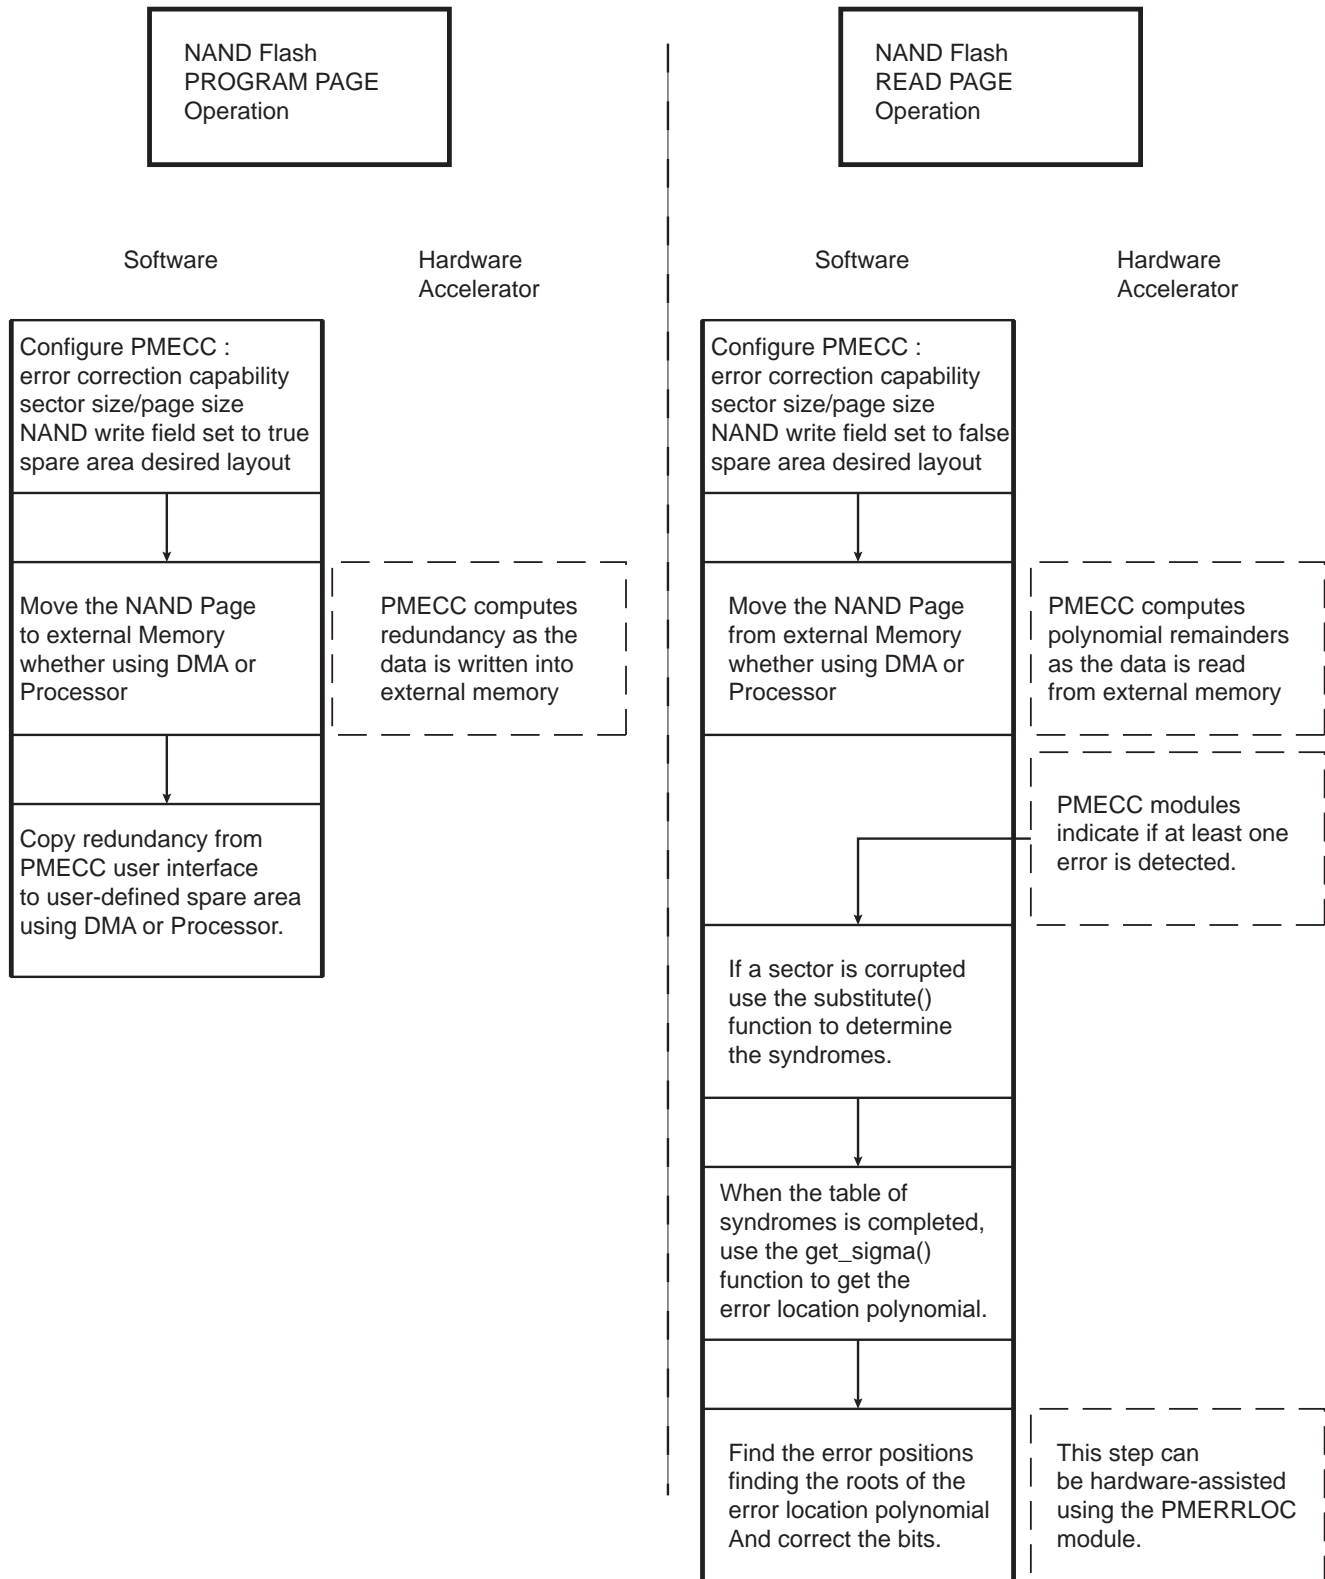 NAND Flash
PROGRAM PAGE
Operation
Software
Hardware
Accelerator
Configure PMECC :
error correction capability
sector size/page size
NAND write field set to true
spare area desired layout
Move the NAND Page
to external Memory
whether using DMA or
Processor
PMECC computes
redundancy as the
data is written into
external memory
Copy redundancy from
PMECC user interface
to user-defined spare area
using DMA or Processor.
NAND Flash
READ PAGE
Operation
Software
Hardware
Accelerator
Configure PMECC :
error correction capability
sector size/page size
NAND write field set to false
spare area desired layout
Move the NAND Page
from external Memory
whether using DMA or
Processor
PMECC computes
polynomial remainders
as the data is read
from external memory
PMECC modules
indicate if at least one
error is detected.
If a sector is corrupted
use the substitute()
function to determine
the syndromes.
When the table of
syndromes is completed,
use the get_sigma()
function to get the
error location polynomial.
Find the error positions
finding the roots of the
error location polynomial
And correct the bits.
This step can
be hardware-assisted
using the PMERRLOC
module.